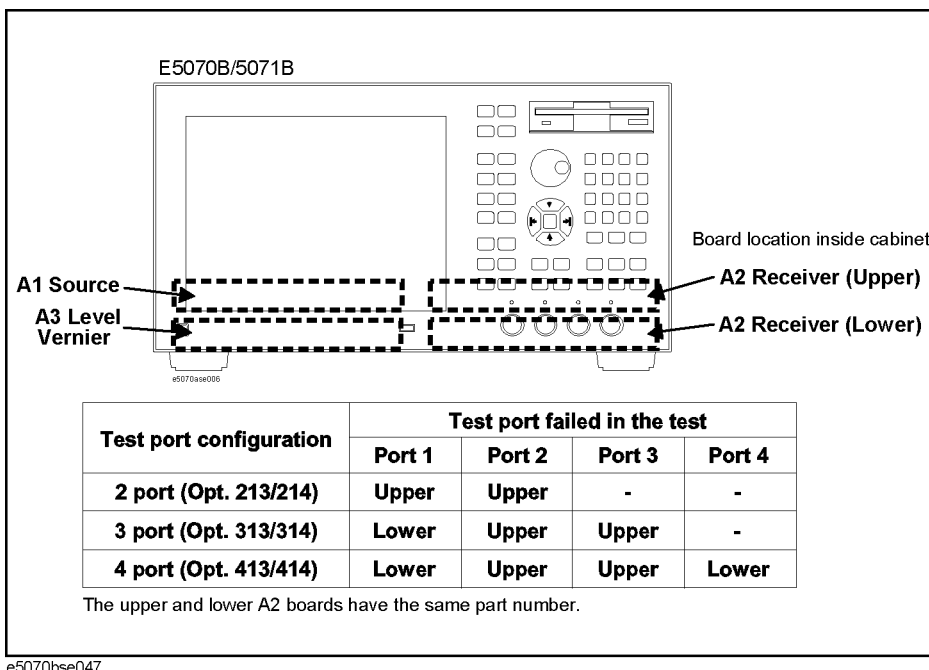 E5070B/5071B
Board location inside cabinet
A1 Source
A2 Receiver (Upper)
A3 Level
Vernier
A2 Receiver (Lower)
e5070ase006
Test port configuration
Test port failed in the test
Port 1 Port 2 Port 3 Port 4
2 port (Opt. 213/214) Upper Upper - -
3 port (Opt. 313/314) Lower Upper Upper -
4 port (Opt. 413/414) Lower Upper Upper Lower
The upper and lower A2 boards have the same part number.
e5070bse047